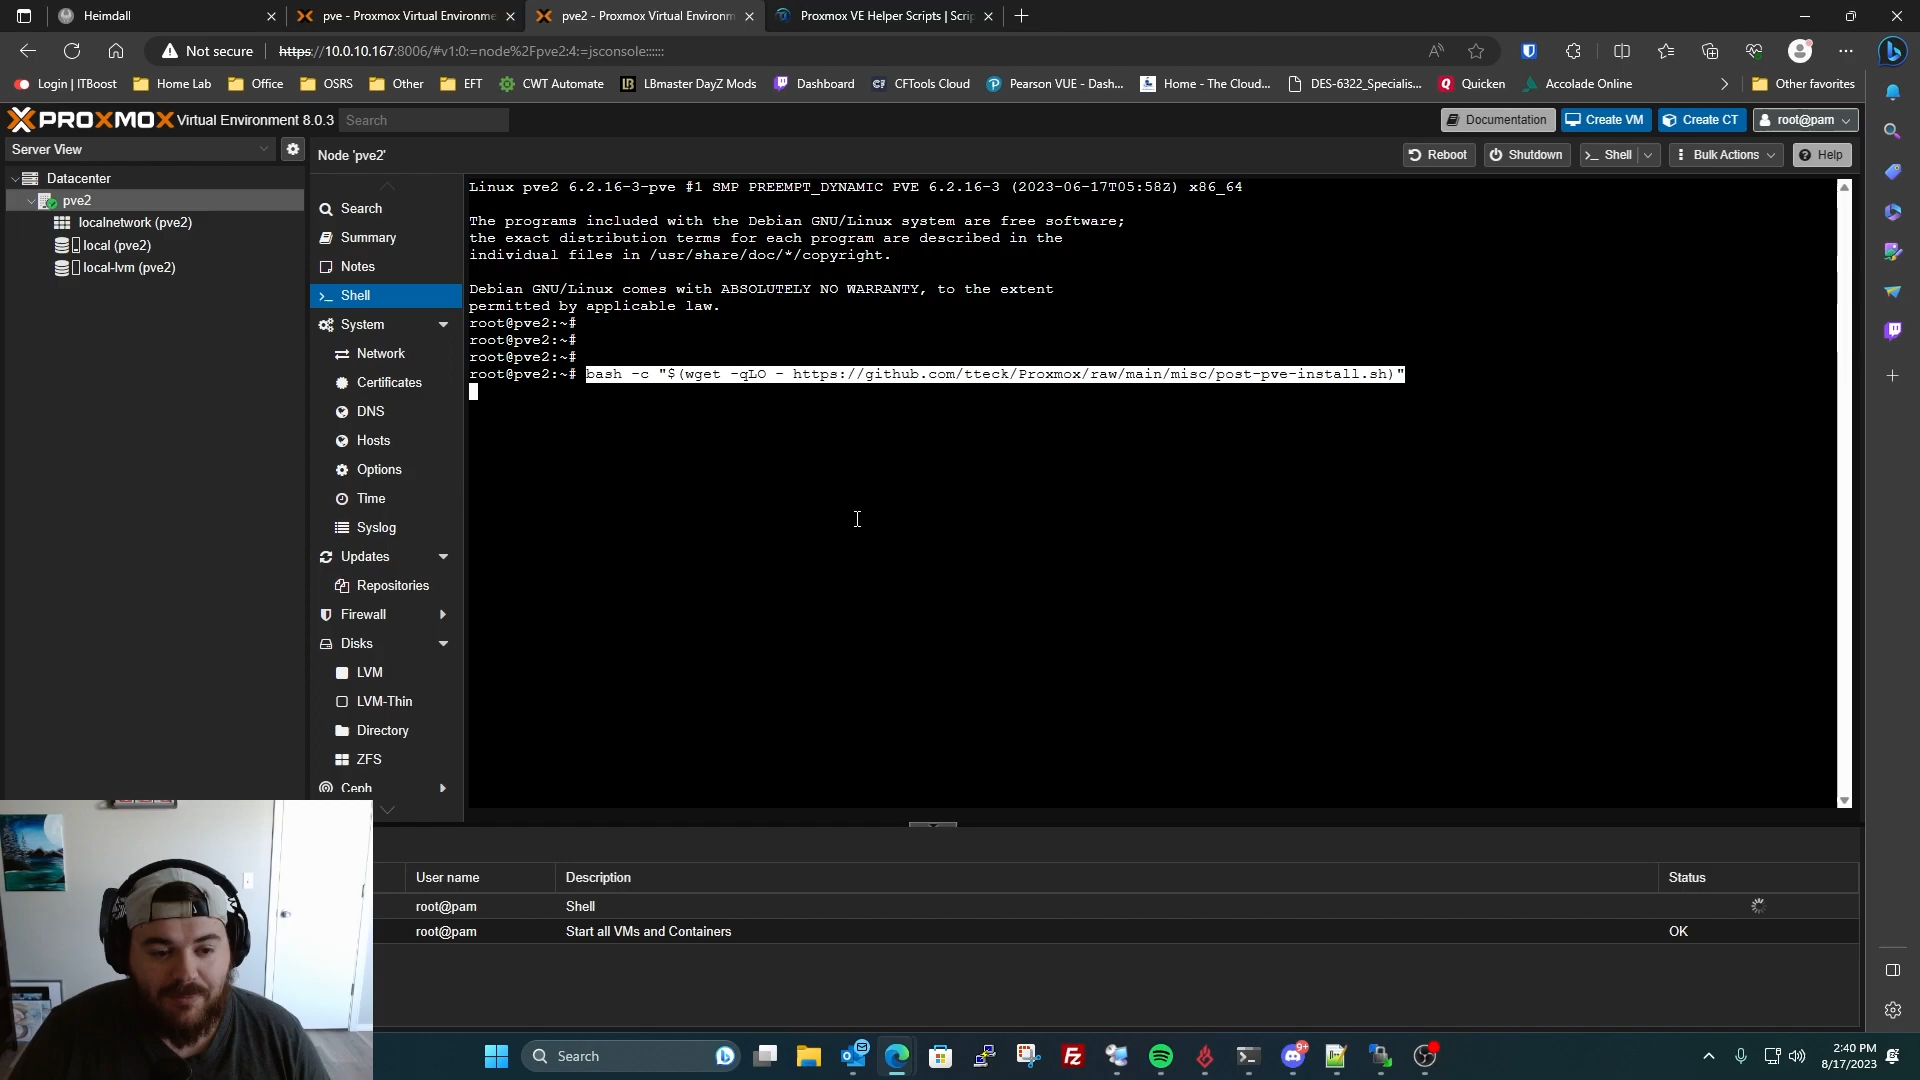 Heimdall
pve - Proxmox Virtual Environme
pve2 - Proxmox Virtual Environm
Proxmox VE Helper Scripts | Scrip
Not secure
https://10.0.10.167:8006/#v1:0:=node%2Fpve2:4:=jsconsole::::::
Login | ITBoost
Home Lab
Office
OSRS
Other
EFT
CWT Automate
LBmaster DayZ Mods
Dashboard
CFTools Cloud
Pearson VUE - Dash...
Home - The Cloud...
DES-6322_Specialis...
Quicken
Accolade Online
Other favorites
PROXMOX Virtual Environment 8.0.3
Search
Documentation
Create VM
Create CT
root@pam
Server View
Node 'pve2'
Reboot
Shutdown
Shell
Bulk Actions
Help
Datacenter
pve2
localnetwork (pve2)
local (pve2)
local-lvm (pve2)
Search
Summary
Notes
Shell
System
Network
Certificates
DNS
Hosts
Options
Time
Syslog
Updates
Repositories
Firewall
Disks
LVM
LVM-Thin
Directory
ZFS
Ceph
Linux pve2 6.2.16-3-pve #1 SMP PREEMPT_DYNAMIC PVE 6.2.16-3 (2023-06-17T05:58Z) x86_64
The programs included with the Debian GNU/Linux system are free software;
the exact distribution terms for each program are described in the
individual files in /usr/share/doc/*/copyright.
Debian GNU/Linux comes with ABSOLUTELY NO WARRANTY, to the extent
permitted by applicable law.
root@pve2:~#
root@pve2:~#
root@pve2:~#
root@pve2:~# bash -c "$(wget -qLO - https://github.com/tteck/Proxmox/raw/main/misc/post-pve-install.sh)"
User name
Description
Status
root@pam
Shell
root@pam
Start all VMs and Containers
OK
Search
9+
2:40 PM
8/17/2023